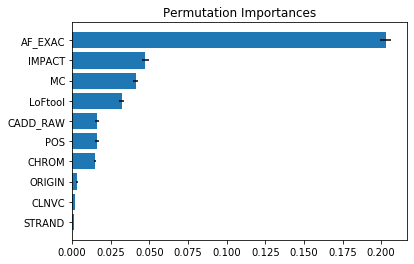 Permutation Importances
AF_EXAC
IMPACT
MC
LoFtool
CADD_RAW
POS
CHROM
ORIGIN
CLNVC
STRAND
0.000 0.025 0.050 0.075 0.100 0.125 0.150 0.175 0.200